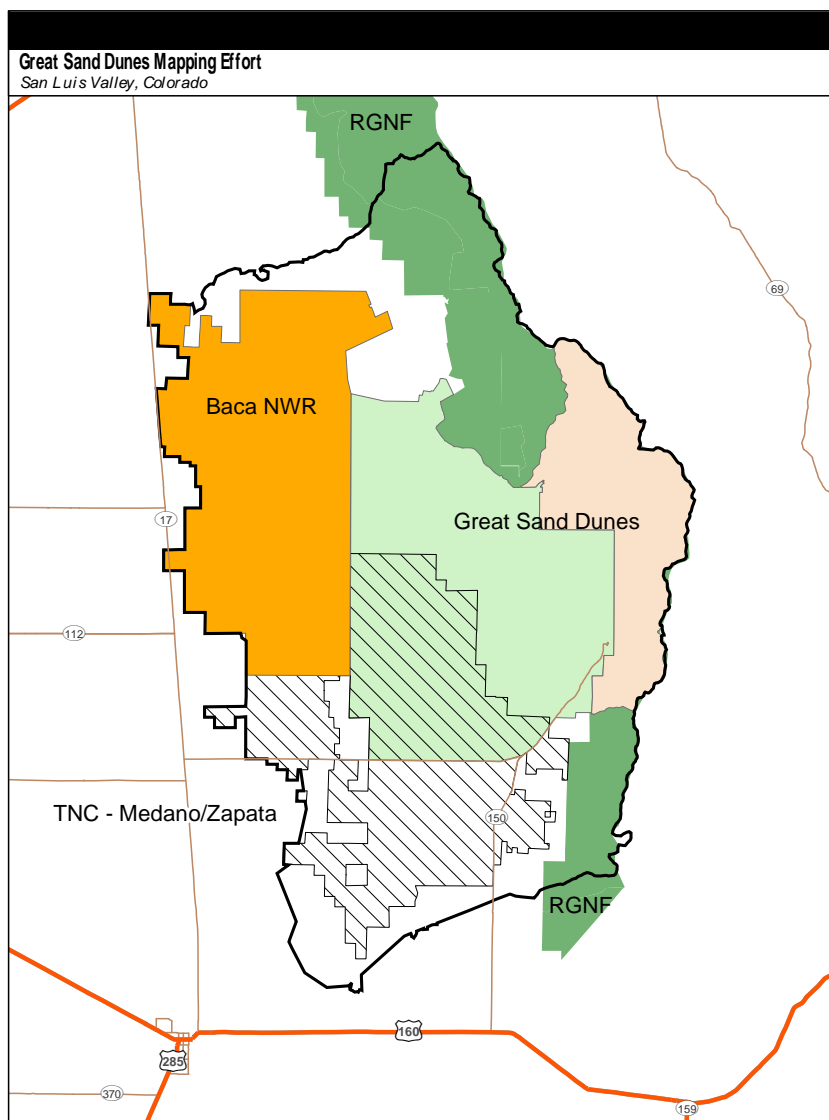 Great Sand Dunes Mapping Effort
San Luis Valley, Colorado
RGNF
69
Baca NWR
17
Great Sand Dunes
112
TNC - Medano/Zapata
150
RGNF
160
285
370
159